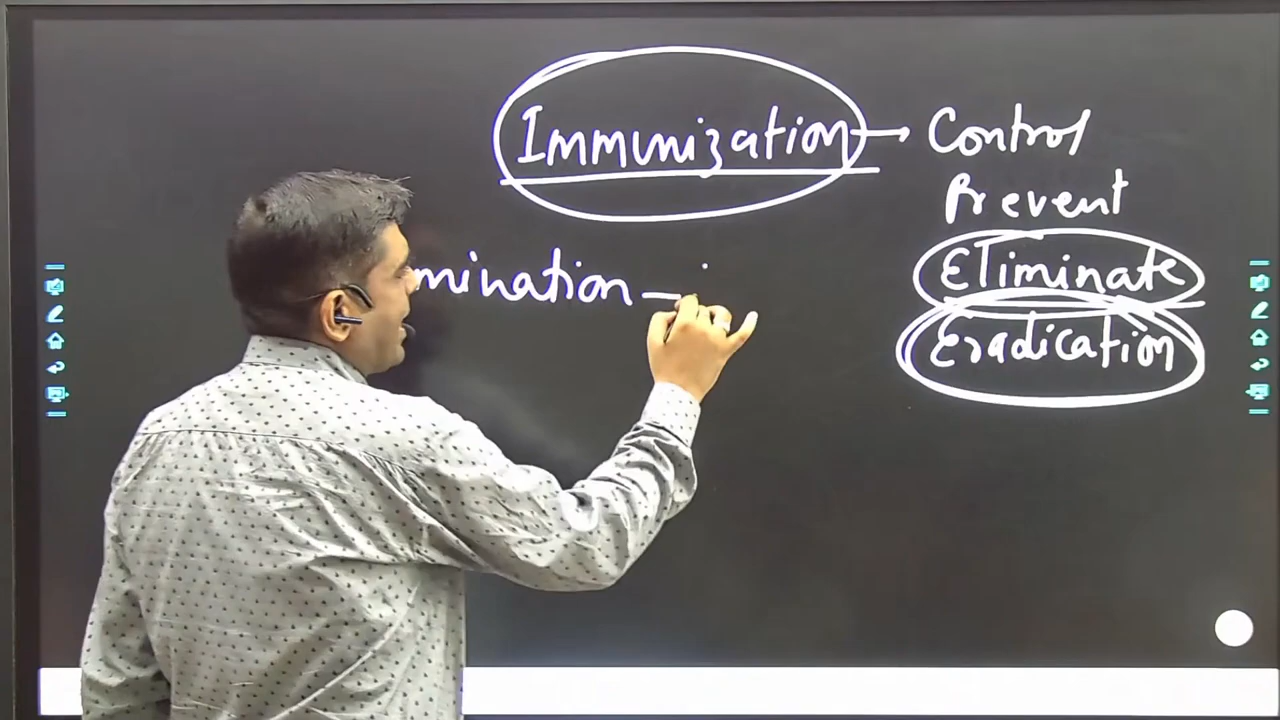 Immunization → Control
Prevent
Eliminate
mination –
Eradication